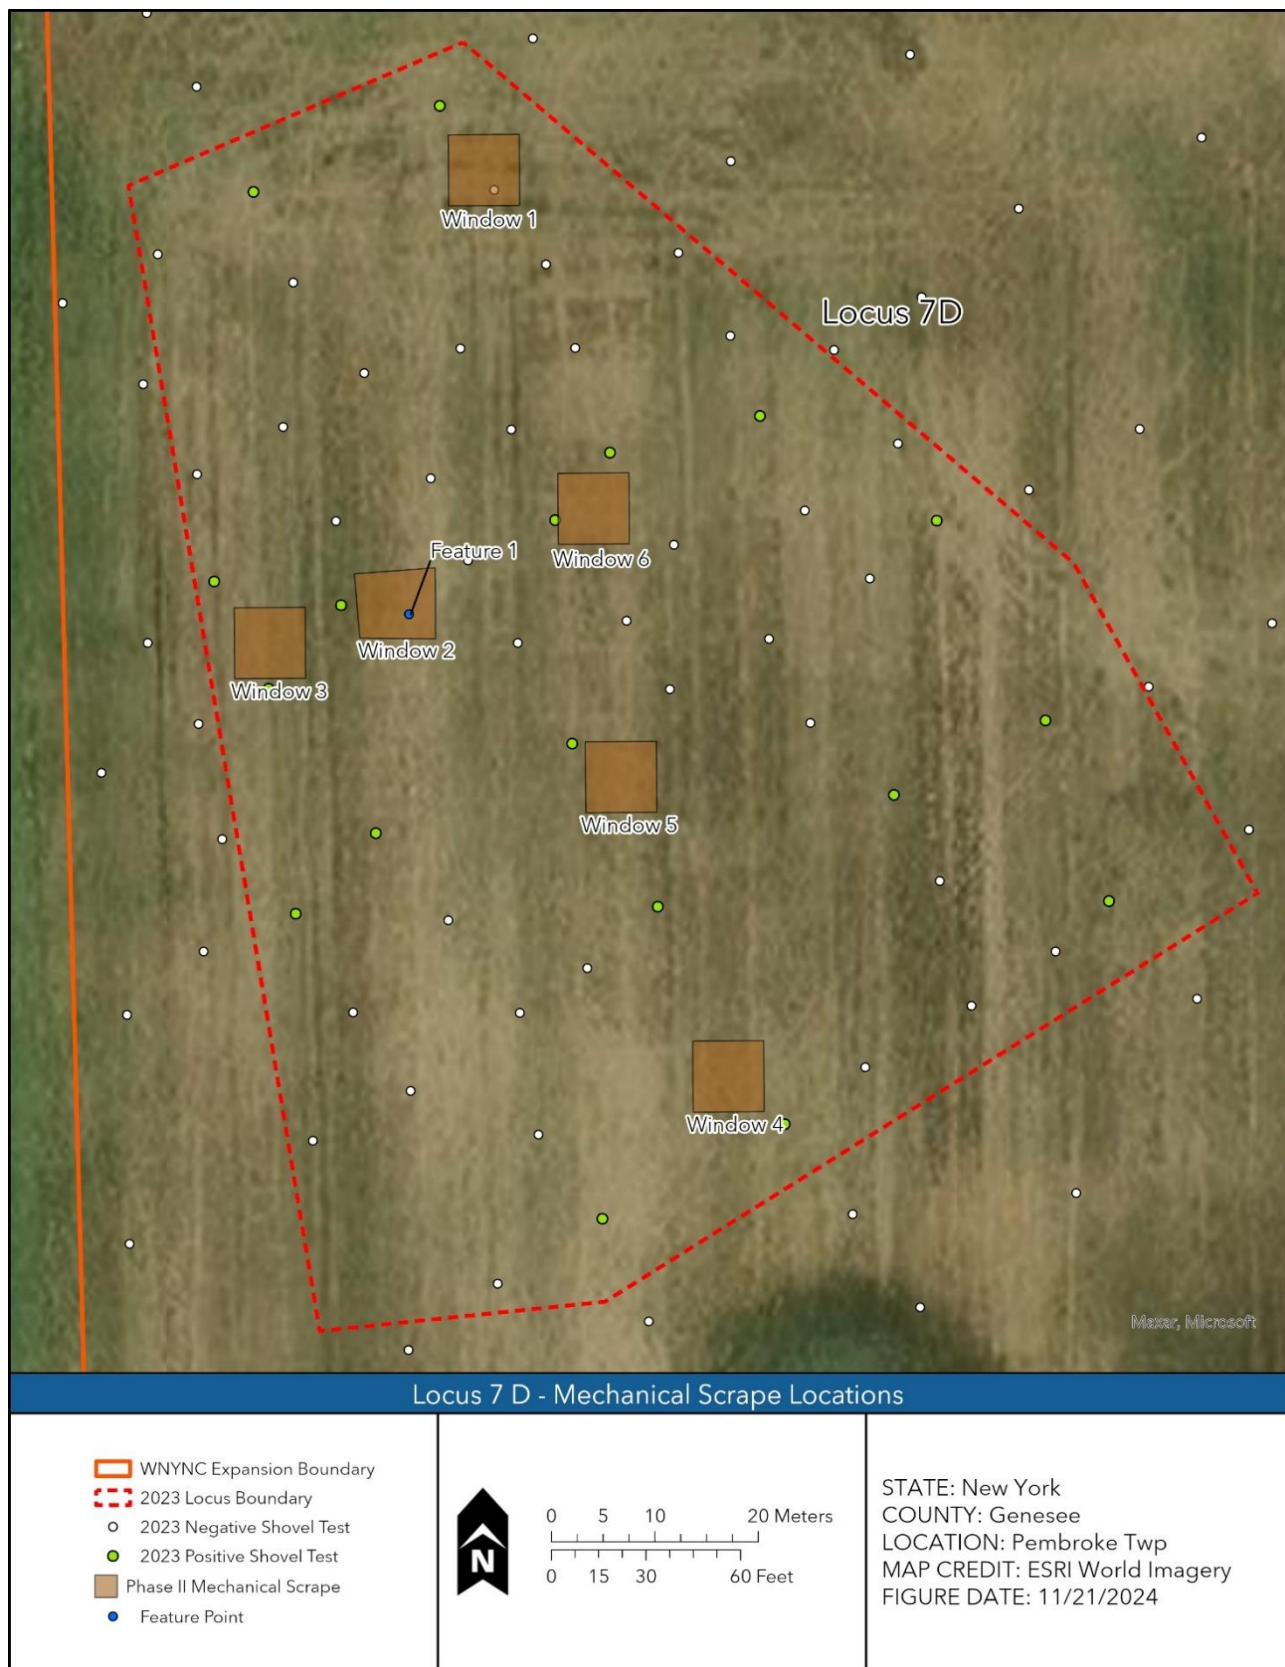 Window 1
Locus 7D
Feature 1
Window 6
Window 2
Window 3
Window 5
Window 4
Maxar, Microsoft
Locus 7 D - Mechanical Scrape Locations
WNYNC Expansion Boundary
2023 Locus Boundary
2023 Negative Shovel Test
2023 Positive Shovel Test
Phase II Mechanical Scrape
Feature Point
N
0 5 10 20 Meters
0 15 30 60 Feet
STATE: New York
COUNTY: Genesee
LOCATION: Pembroke Twp
MAP CREDIT: ESRI World Imagery
FIGURE DATE: 11/21/2024